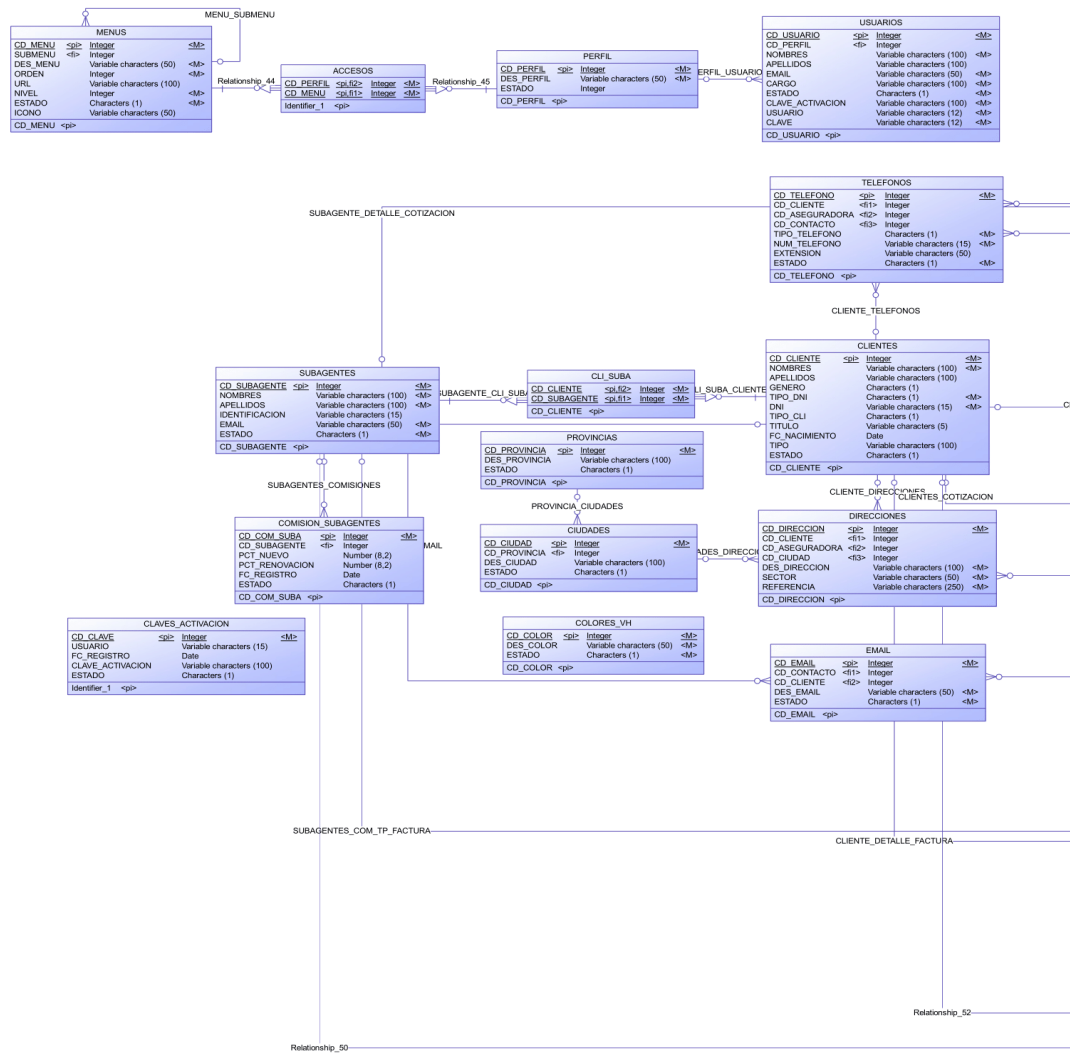 MENU_SUBMENU
MENUS
CD_MENU <pi> Integer <M>
SUBMENU <fi> Integer
DES_MENU Variable characters (50) <M>
ORDEN Integer <M>
URL Variable characters (100)
NIVEL Integer <M>
ESTADO Characters (1) <M>
ICONO Variable characters (50)
CD_MENU <pi>
Relationship_44
ACCESOS
CD_PERFIL <pi,fi2> Integer <M>
CD_MENU <pi,fi1> Integer <M>
Identifier_1 <pi>
Relationship_45
PERFIL
CD_PERFIL <pi> Integer <M>
DES_PERFIL Variable characters (50) <M>
ESTADO Integer
CD_PERFIL <pi>
ERFIL_USUARIO
USUARIOS
CD_USUARIO <pi> Integer <M>
CD_PERFIL <fi> Integer
NOMBRES Variable characters (100) <M>
APELLIDOS Variable characters (100)
EMAIL Variable characters (50) <M>
CARGO Variable characters (100) <M>
ESTADO Characters (1) <M>
CLAVE_ACTIVACION Variable characters (100) <M>
USUARIO Variable characters (12) <M>
CLAVE Variable characters (12) <M>
CD_USUARIO <pi>
TELEFONOS
CD_TELEFONO <pi> Integer <M>
CD_CLIENTE <fi1> Integer
CD_ASEGURADORA <fi2> Integer
CD_CONTACTO <fi3> Integer
TIPO_TELEFONO Characters (1) <M>
NUM_TELEFONO Variable characters (15) <M>
EXTENSION Variable characters (50)
ESTADO Characters (1) <M>
CD_TELEFONO <pi>
SUBAGENTE_DETALLE_COTIZACION
CLIENTE_TELEFONOS
CLIENTES
CD_CLIENTE <pi> Integer <M>
NOMBRES Variable characters (100) <M>
APELLIDOS Variable characters (100)
GENERO Characters (1)
TIPO_DNI Characters (1) <M>
DNI Variable characters (15) <M>
TIPO_CLI Characters (1)
TITULO Variable characters (5)
FC_NACIMIENTO Date
TIPO Variable characters (100)
ESTADO Characters (1)
CD_CLIENTE <pi>
SUBAGENTES
CD_SUBAGENTE <pi> Integer <M>
NOMBRES Variable characters (100) <M>
APELLIDOS Variable characters (100) <M>
IDENTIFICACION Variable characters (15)
EMAIL Variable characters (50) <M>
ESTADO Characters (1) <M>
CD_SUBAGENTE <pi>
UBAGENTE_CLI_SUB
CLI_SUBA
CD_CLIENTE <pi,fi2> Integer <M>
CD_SUBAGENTE <pi,fi1> Integer <M>
CD_CLIENTE <pi>
LI_SUBA_CLIENTE
PROVINCIAS
CD_PROVINCIA <pi> Integer <M>
DES_PROVINCIA Variable characters (100)
ESTADO Characters (1)
CD_PROVINCIA <pi>
PROVINCIA_CIUDADES
CIUDADES
CD_CIUDAD <pi> Integer <M>
CD_PROVINCIA <fi> Integer
DES_CIUDAD Variable characters (100)
ESTADO Characters (1)
CD_CIUDAD <pi>
ADES_DIRECCI
CLIENTES_COTIZACION
DIRECCIONES
CD_DIRECCION <pi> Integer <M>
CD_CLIENTE <fi1> Integer
CD_ASEGURADORA <fi2> Integer
CD_CIUDAD <fi3> Integer
DES_DIRECCION Variable characters (100) <M>
SECTOR Variable characters (50) <M>
REFERENCIA Variable characters (250) <M>
CD_DIRECCION <pi>
SUBAGENTES_COMISIONES
COMISION_SUBAGENTES
CD_COM_SUBA <pi> Integer <M>
CD_SUBAGENTE <fi> Integer
PCT_NUEVO Number (8,2)
PCT_RENOVACION Number (8,2)
FC_REGISTRO Date
ESTADO Characters (1)
CD_COM_SUBA <pi>
MAIL
CLAVES_ACTIVACION
CD_CLAVE <pi> Integer <M>
USUARIO Variable characters (15)
FC_REGISTRO Date
CLAVE_ACTIVACION Variable characters (100)
ESTADO Characters (1)
Identifier_1 <pi>
COLORES_VH
CD_COLOR <pi> Integer <M>
DES_COLOR Variable characters (50) <M>
ESTADO Characters (1) <M>
CD_COLOR <pi>
EMAIL
CD_EMAIL <pi> Integer <M>
CD_CONTACTO <fi1> Integer
CD_CLIENTE <fi2> Integer
DES_EMAIL Variable characters (50) <M>
ESTADO Characters (1) <M>
CD_EMAIL <pi>
SUBAGENTES_COM_TP_FACTURA
CLIENTE_DETALLE_FACTURA
Relationship_52
Relationship_50